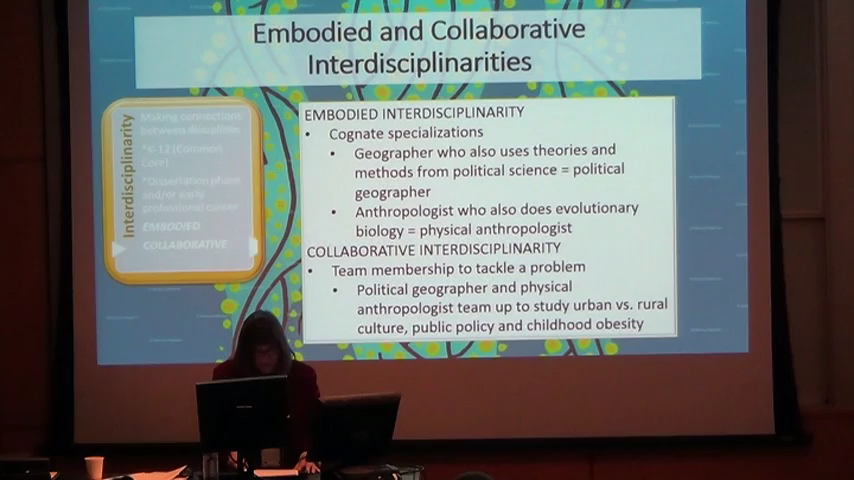 Embodied and Collaborative
Interdisciplinarities
Interdisciplinarity
Making connections
between disciplines
*K-12 (Common
Core)
*Dissertation phase
and/or early
professional career
EMBODIED
COLLABORATIVE
EMBODIED INTERDISCIPLINARITY
• Cognate specializations
• Geographer who also uses theories and
methods from political science = political
geographer
• Anthropologist who also does evolutionary
biology = physical anthropologist
COLLABORATIVE INTERDISCIPLINARITY
• Team membership to tackle a problem
• Political geographer and physical
anthropologist team up to study urban vs. rural
culture, public policy and childhood obesity